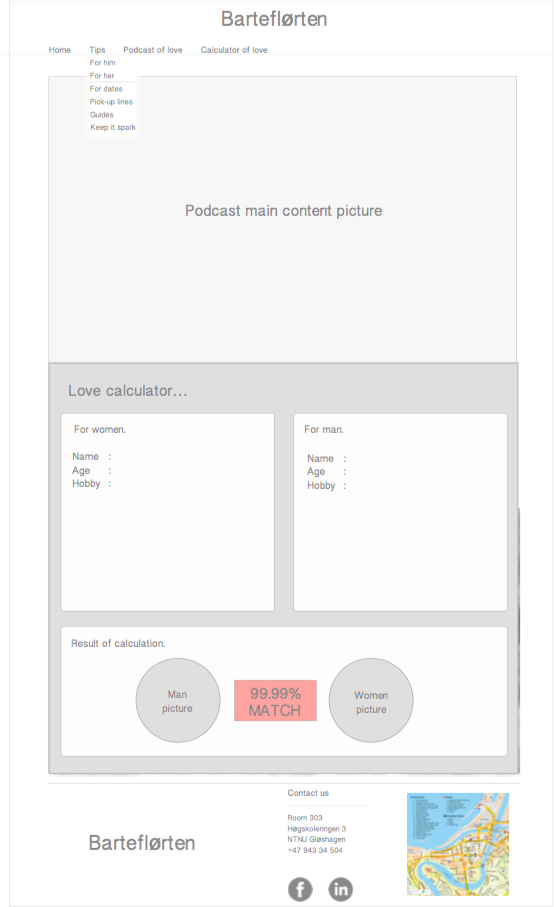 Barteflørten
Home Tips Podcast of love Calculator of love
For him
For her
For dates
Pick-up lines
Guides
Keep it spark
Podcast main content picture
Love calculator...
For women.
Name :
Age :
Hobby :
For man.
Name :
Age :
Hobby :
Result of calculation.
Man
picture
99.99%
MATCH
Women
picture
Barteflørten
Contact us
Room 303
Høgskoleringen 3
NTNU Gløshagen
+47 943 34 504
f
in